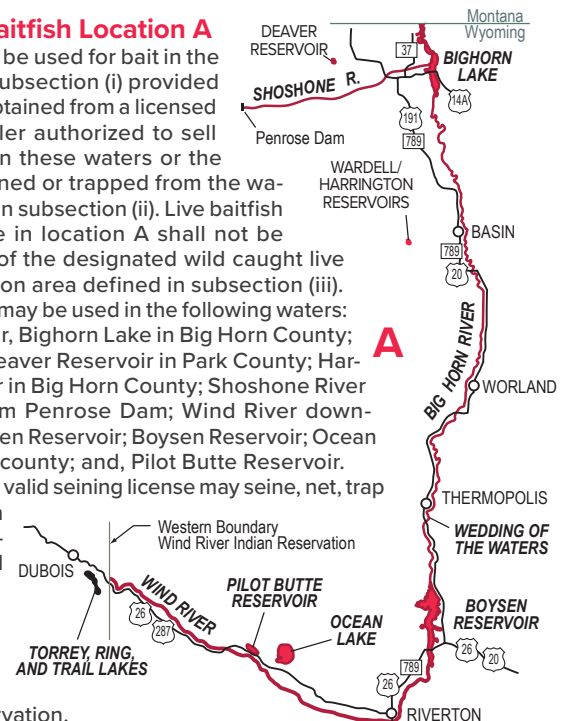 Baitfish Location A
be used for bait in the
ubsection (i) provided
btained from a licensed
ler authorized to sell
n these waters or the
ned or trapped from the wa-
n subsection (ii). Live baitfish
e in location A shall not be
of the designated wild caught live
on area defined in subsection (iii).
may be used in the following waters:
r, Bighorn Lake in Big Horn County;
eaver Reservoir in Park County; Har-
r in Big Horn County; Shoshone River
m Penrose Dam; Wind River down-
en Reservoir; Boysen Reservoir; Ocean
county; and, Pilot Butte Reservoir.
valid seining license may seine, net, trap
rvation.
Montana
Wyoming
DEAVER
RESERVOIR
37
BIGHORN
LAKE
SHOSHONE R.
14A
Penrose Dam
191
789
WARDELL/
HARRINGTON
RESERVOIRS
BASIN
789
20
A
BIG HORN RIVER
WORLAND
THERMOPOLIS
WEDDING OF
THE WATERS
Western Boundary
Wind River Indian Reservation
DUBOIS
WIND RIVER
PILOT BUTTE
RESERVOIR
BOYSEN
RESERVOIR
26
287
OCEAN
LAKE
TORREY, RING,
AND TRAIL LAKES
789
26
20
26
RIVERTON